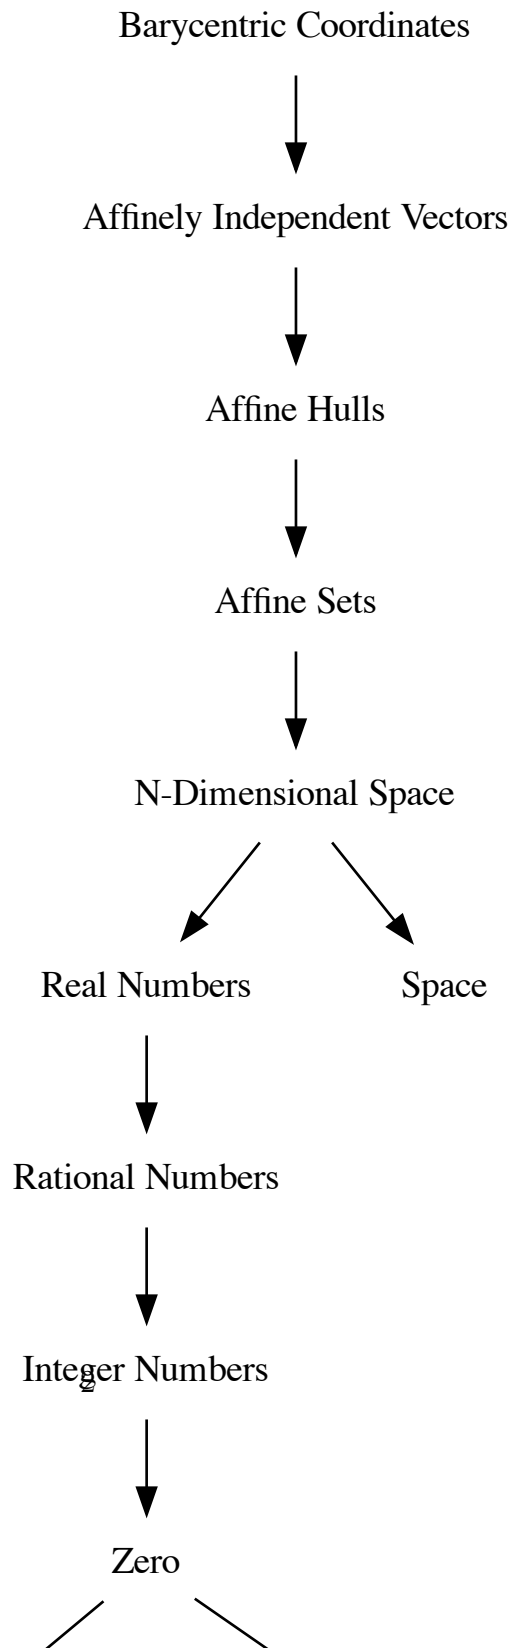 Barycentric Coordinates
Affinely Independent Vectors
Affine Hulls
Affine Sets
N-Dimensional Space
Real Numbers
Space
Rational Numbers
Integer Numbers
Zero